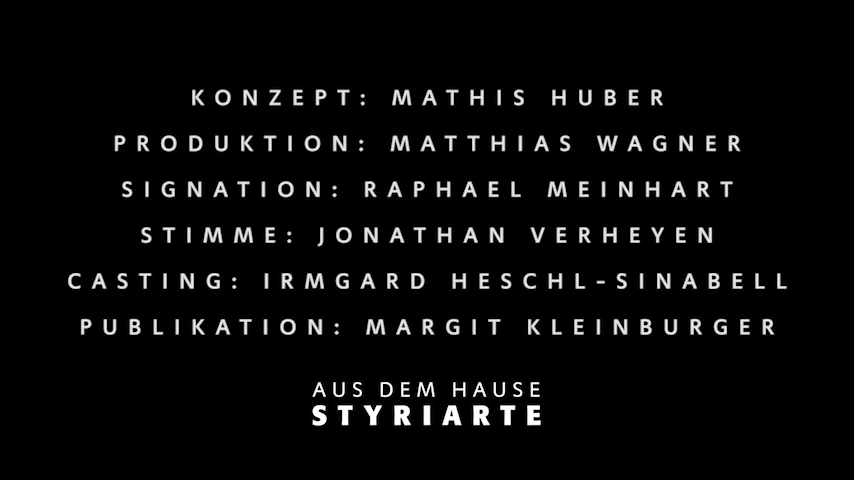 KONZEPT: MATHIS HUBER
PRODUKTION: MATTHIAS WAGNER
SIGNATION: RAPHAEL MEINHART
STIMME: JONATHAN VERHEYEN
CASTING: IRMGARD HESCHL-SINABELL
PUBLIKATION: MARGIT KLEINBURGER
AUS DEM HAUSE
STYRIARTE